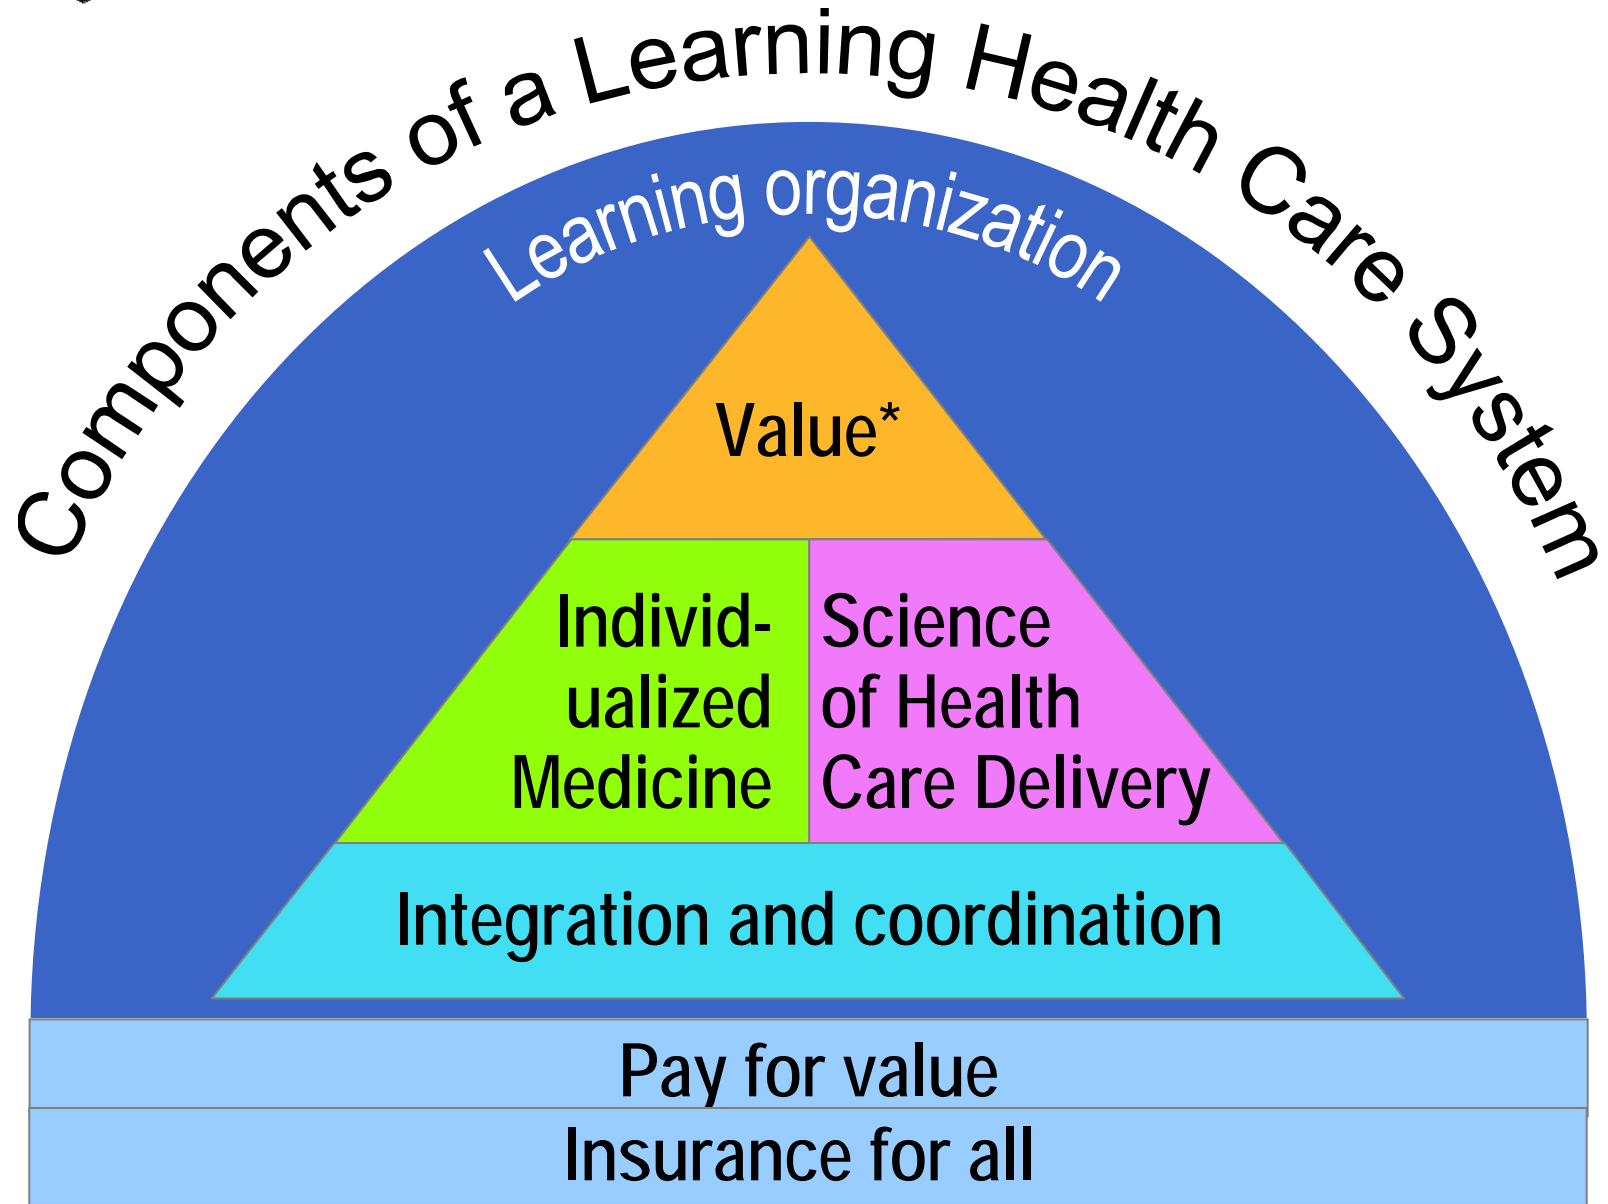 Components of a Learning Health Care System
Learning organization
Value*
Individ-
ualized
Medicine
Science
of Health
Care Delivery
Integration and coordination
Pay for value
Insurance for all